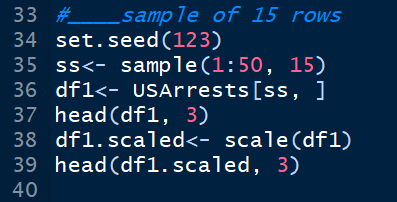 33 #____sample of 15 rows
34 set.seed(123)
35 ss<- sample(1:50, 15)
36 df1<- USArrests[ss, ]
37 head(df1, 3)
38 df1.scaled<- scale(df1)
39 head(df1.scaled, 3)
40